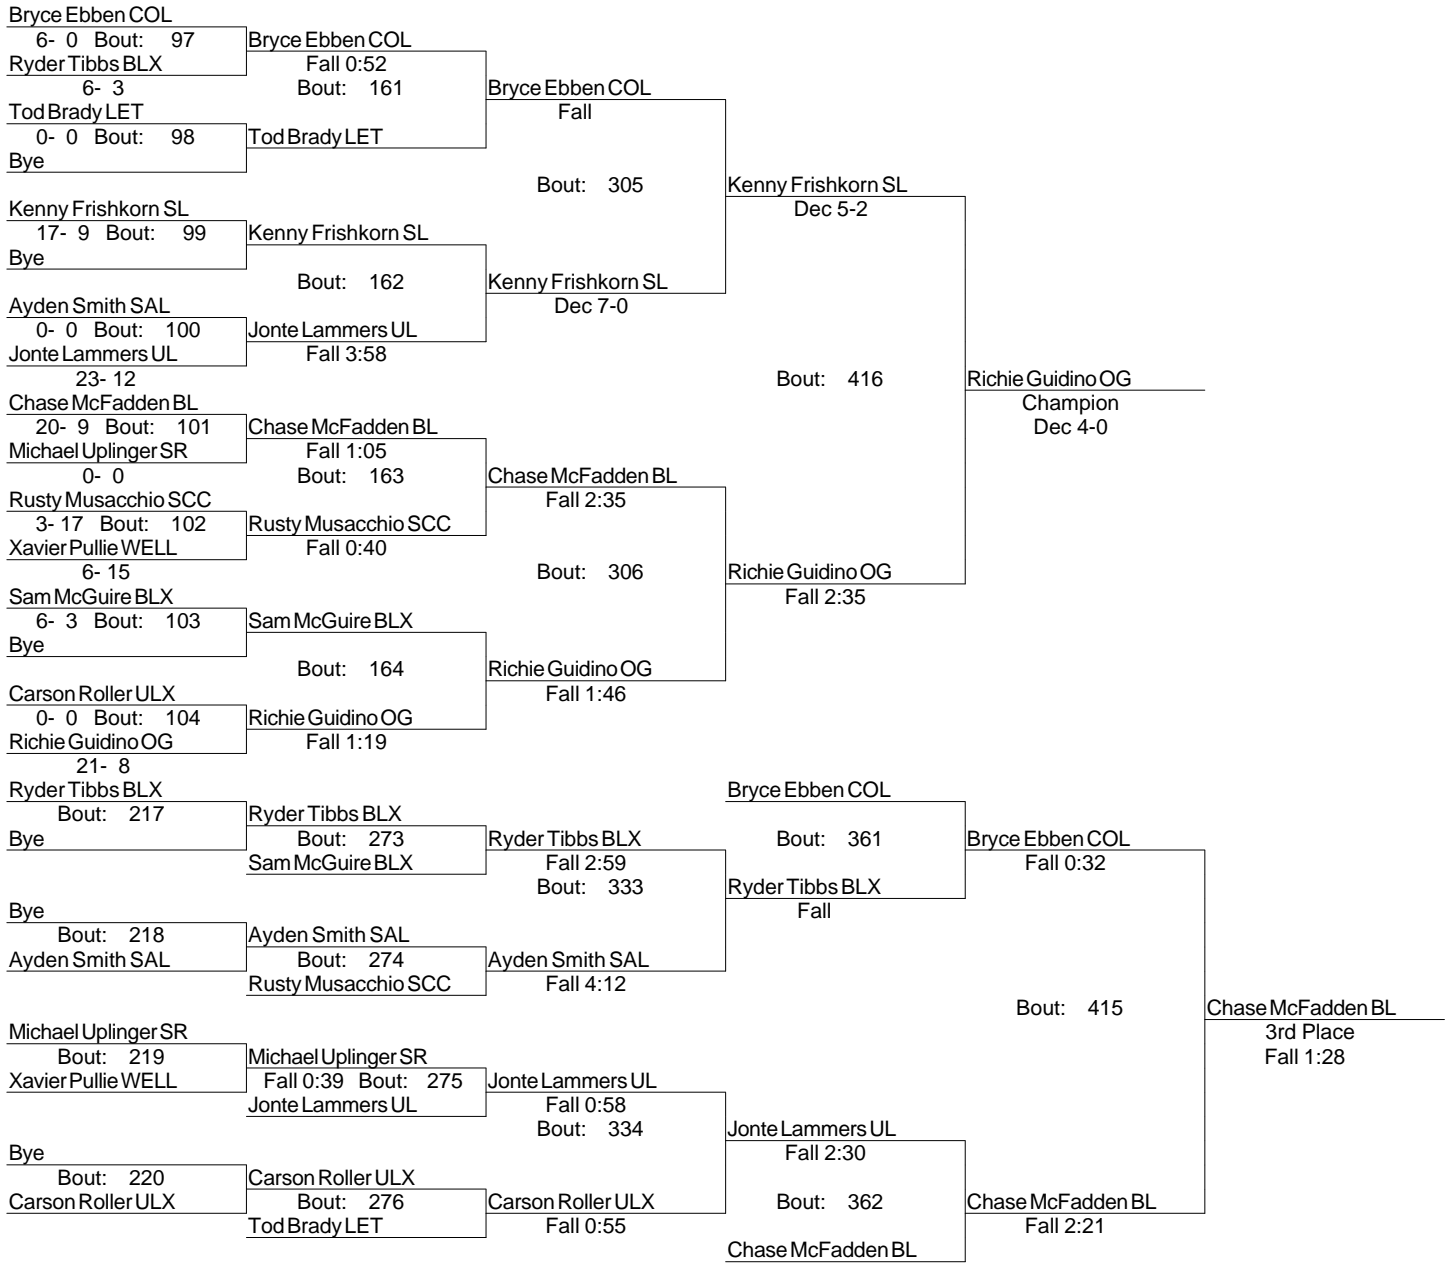 Bryce Ebben COL
6- 0 Bout: 97 Bryce Ebben COL
Ryder Tibbs BLX Fall 0:52
6- 3 Bout: 161 Bryce Ebben COL
Tod Brady LET Fall
0- 0 Bout: 98 Tod Brady LET
Bye
Bout: 305 Kenny Frishkorn SL
Kenny Frishkorn SL Dec 5-2
17- 9 Bout: 99 Kenny Frishkorn SL
Bye
Bout: 162 Kenny Frishkorn SL
Ayden Smith SAL Dec 7-0
0- 0 Bout: 100 Jonte Lammers UL
Jonte Lammers UL Fall 3:58
23- 12 Bout: 416 Richie Guidino OG
Chase McFadden BL Champion
20- 9 Bout: 101 Chase McFadden BL Dec 4-0
Michael Uplinger SR Fall 1:05
0- 0 Bout: 163 Chase McFadden BL
Rusty Musacchio SCC Fall 2:35
3- 17 Bout: 102 Rusty Musacchio SCC
Xavier Pullie WELL Fall 0:40
6- 15 Bout: 306 Richie Guidino OG
Sam McGuire BLX Fall 2:35
6- 3 Bout: 103 Sam McGuire BLX
Bye
Bout: 164 Richie Guidino OG
Carson Roller ULX Fall 1:46
0- 0 Bout: 104 Richie Guidino OG
Richie Guidino OG Fall 1:19
21- 8
Ryder Tibbs BLX Bryce Ebben COL
Bout: 217 Ryder Tibbs BLX
Bye Bout: 273 Ryder Tibbs BLX Bout: 361 Bryce Ebben COL
Sam McGuire BLX Fall 2:59 Fall 0:32
Bout: 333 Ryder Tibbs BLX
Bye Fall
Bout: 218 Ayden Smith SAL
Ayden Smith SAL Bout: 274 Ayden Smith SAL
Rusty Musacchio SCC Fall 4:12
Bout: 415 Chase McFadden BL
Michael Uplinger SR 3rd Place
Bout: 219 Michael Uplinger SR Fall 1:28
Xavier Pullie WELL Fall 0:39 Bout: 275 Jonte Lammers UL
Jonte Lammers UL Fall 0:58
Bout: 334 Jonte Lammers UL
Bye Fall 2:30
Bout: 220 Carson Roller ULX
Carson Roller ULX Bout: 276 Carson Roller ULX Bout: 362 Chase McFadden BL
Tod Brady LET Fall 0:55 Fall 2:21
Chase McFadden BL